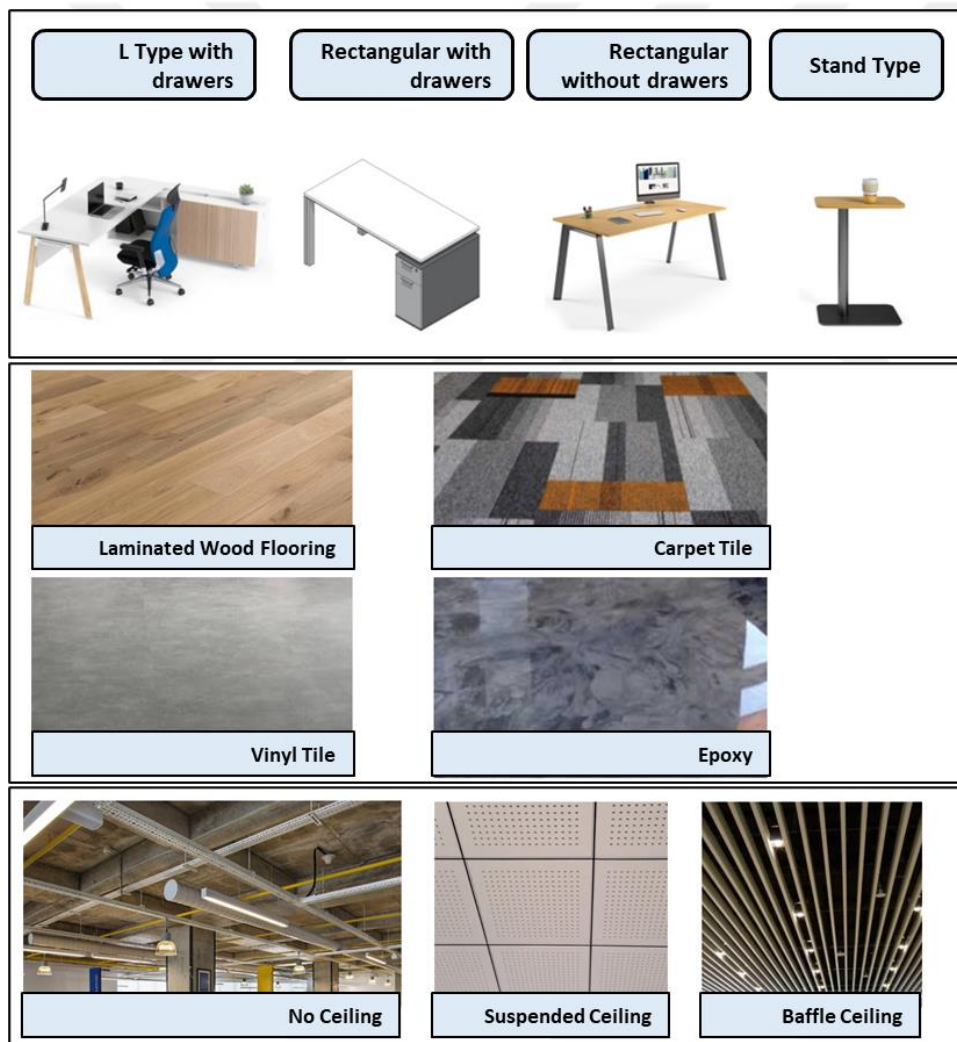 L Type with
drawers
Rectangular with
drawers
Rectangular
without drawers
Stand Type
Laminated Wood Flooring
Carpet Tile
Vinyl Tile
Epoxy
No Ceiling
Suspended Ceiling
Baffle Ceiling